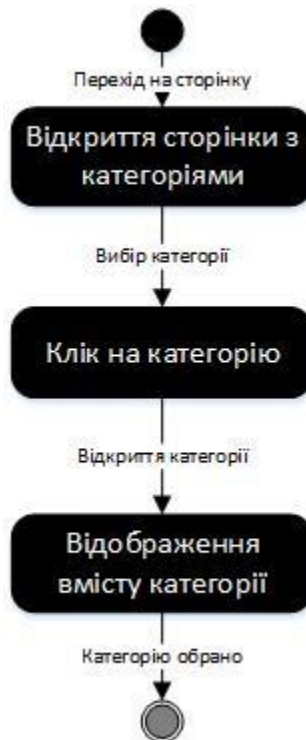 Перехід на сторінку
Відкриття сторінки з
категоріями
Вибір категорії
Клік на категорію
Відкриття категорії
Відображення
вмісту категорії
Категорію обрано